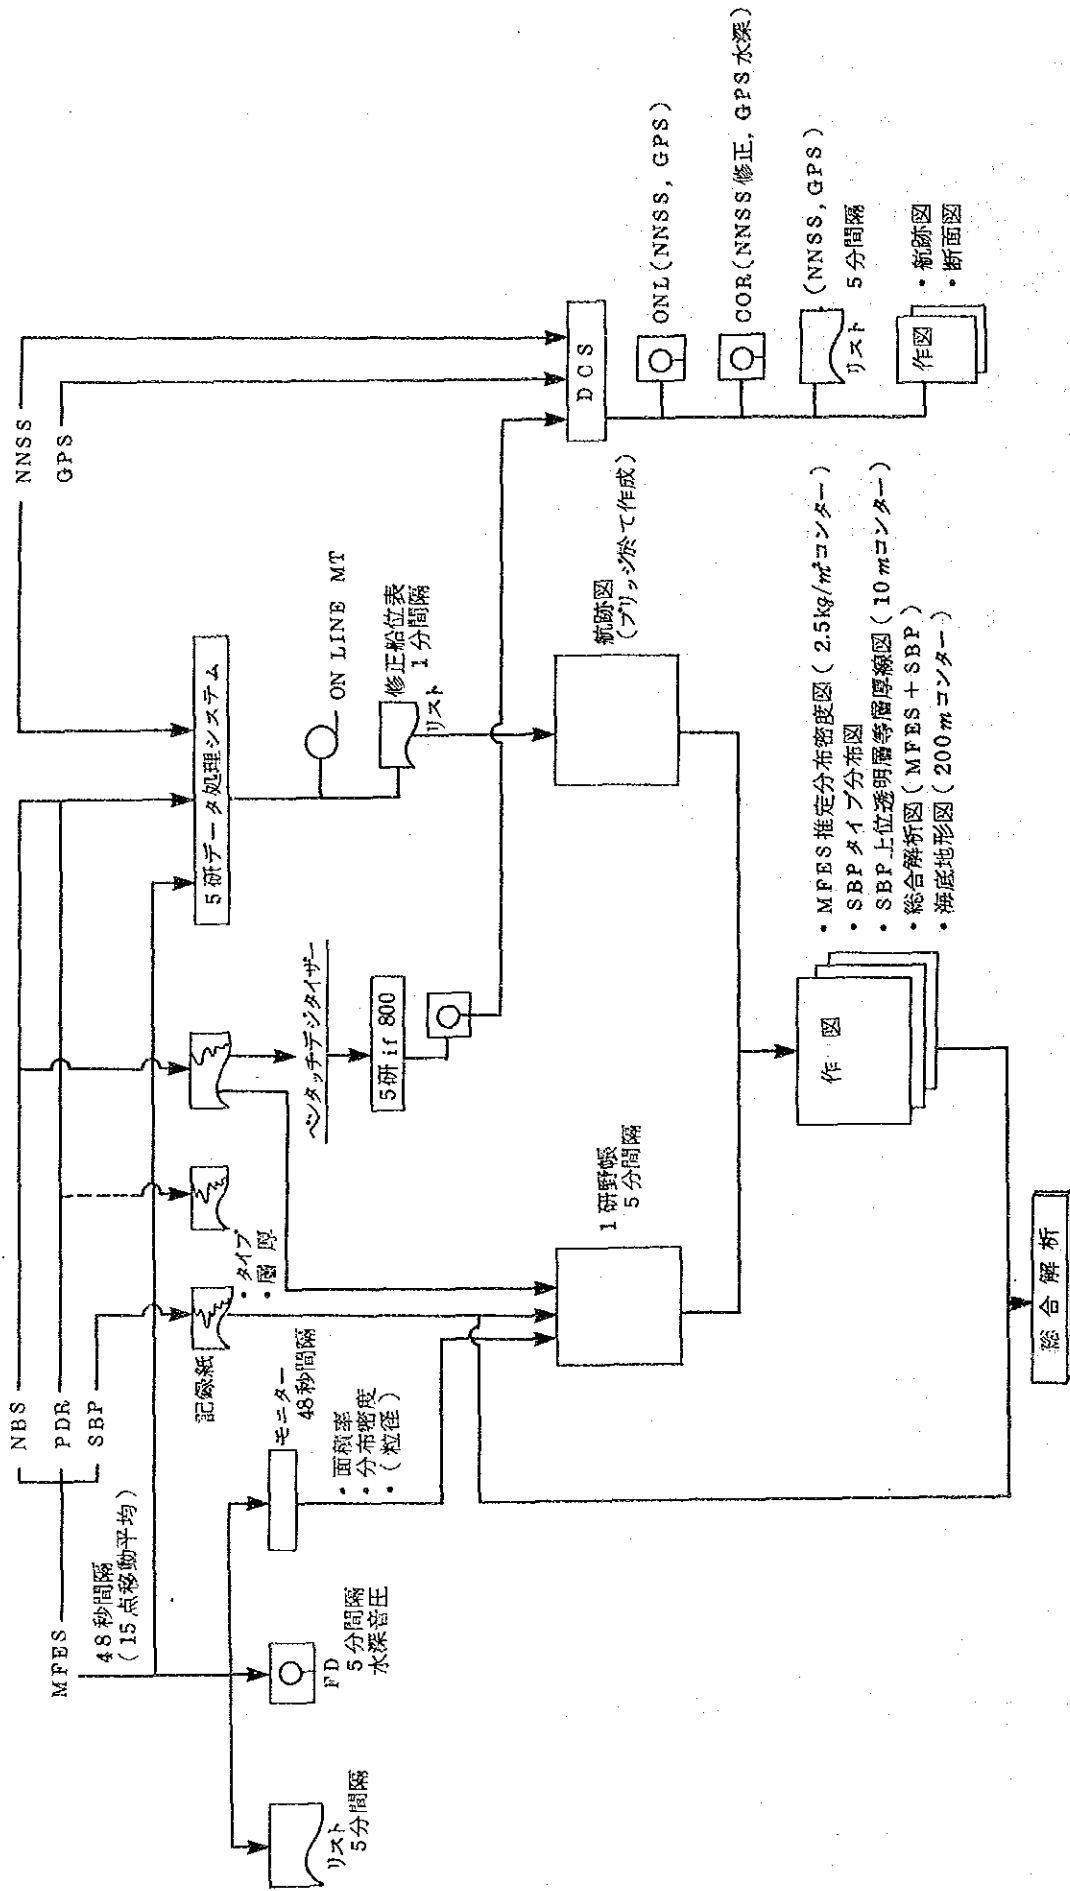 MFES
NBS
PDR
SBP
NNSS
GPS
48秒間隔
(15点移動平均)
記録紙
・タイプ
・層厚
5研データ処理システム
ペンタッチデジタイザー
5研 if 800
ON LINE MT
修正船位表
1分間隔
リスト
リスト
5分間隔
FD
5分間隔
水深音圧
モニター
48秒間隔
・面積率
・分布密度
・(粒径)
1研野帳
5分間隔
航跡図
(ブリッジ於て作成)
DCS
ONL(NNSS, GPS)
COR(NNSS修正, GPS水深)
(NNSS, GPS)
リスト 5分間隔
作図
・航跡図
・断面図
作図
・MFES推定分布密度図(2.5kg/㎡コンター)
・SBPタイプ分布図
・SBP上位透明層等層厚線図(10mコンター)
・総合解析図(MFES+SBP)
・海底地形図(200mコンター)
総合解析